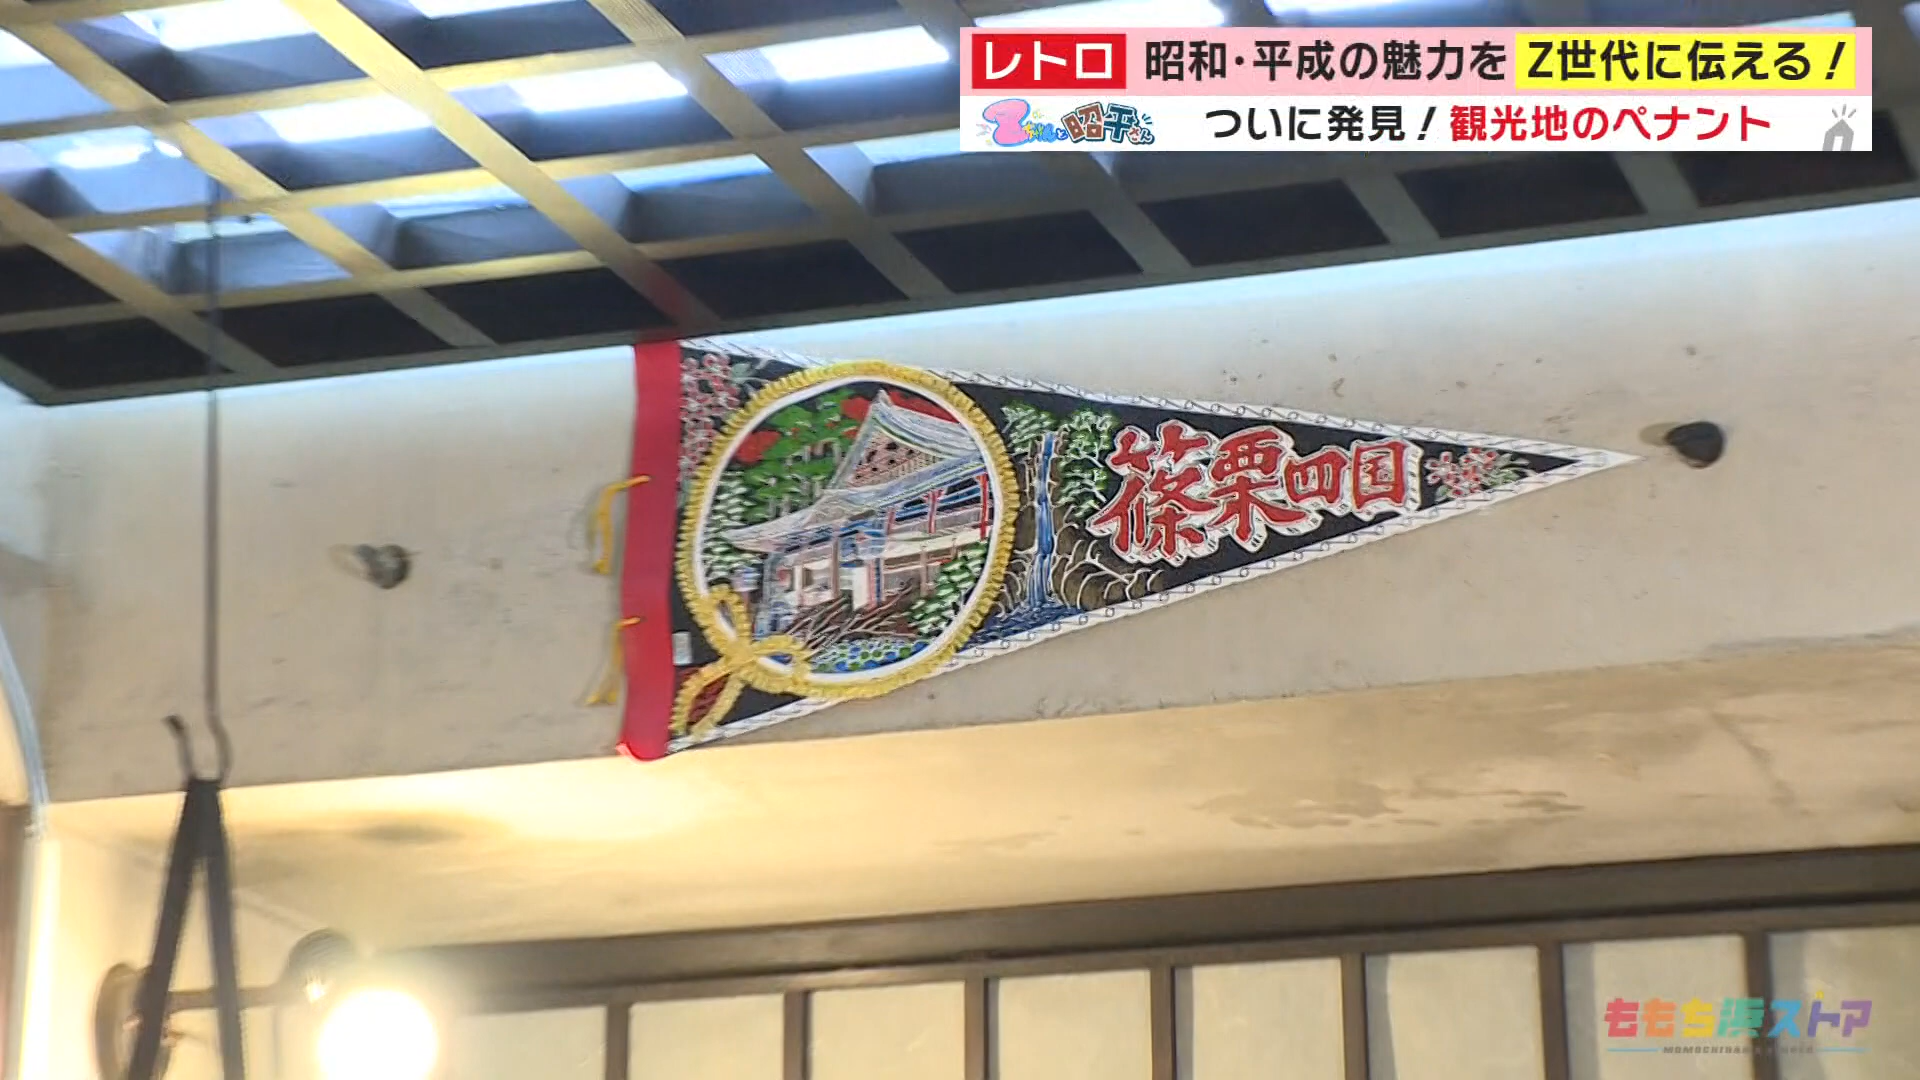 レトロ 昭和・平成の魅力を Z世代に伝える！
Zちゃんと昭平さん ついに発見！観光地のペナント
篠栗四国
ももち浜ストア
MOMOCHIHAMA STORE